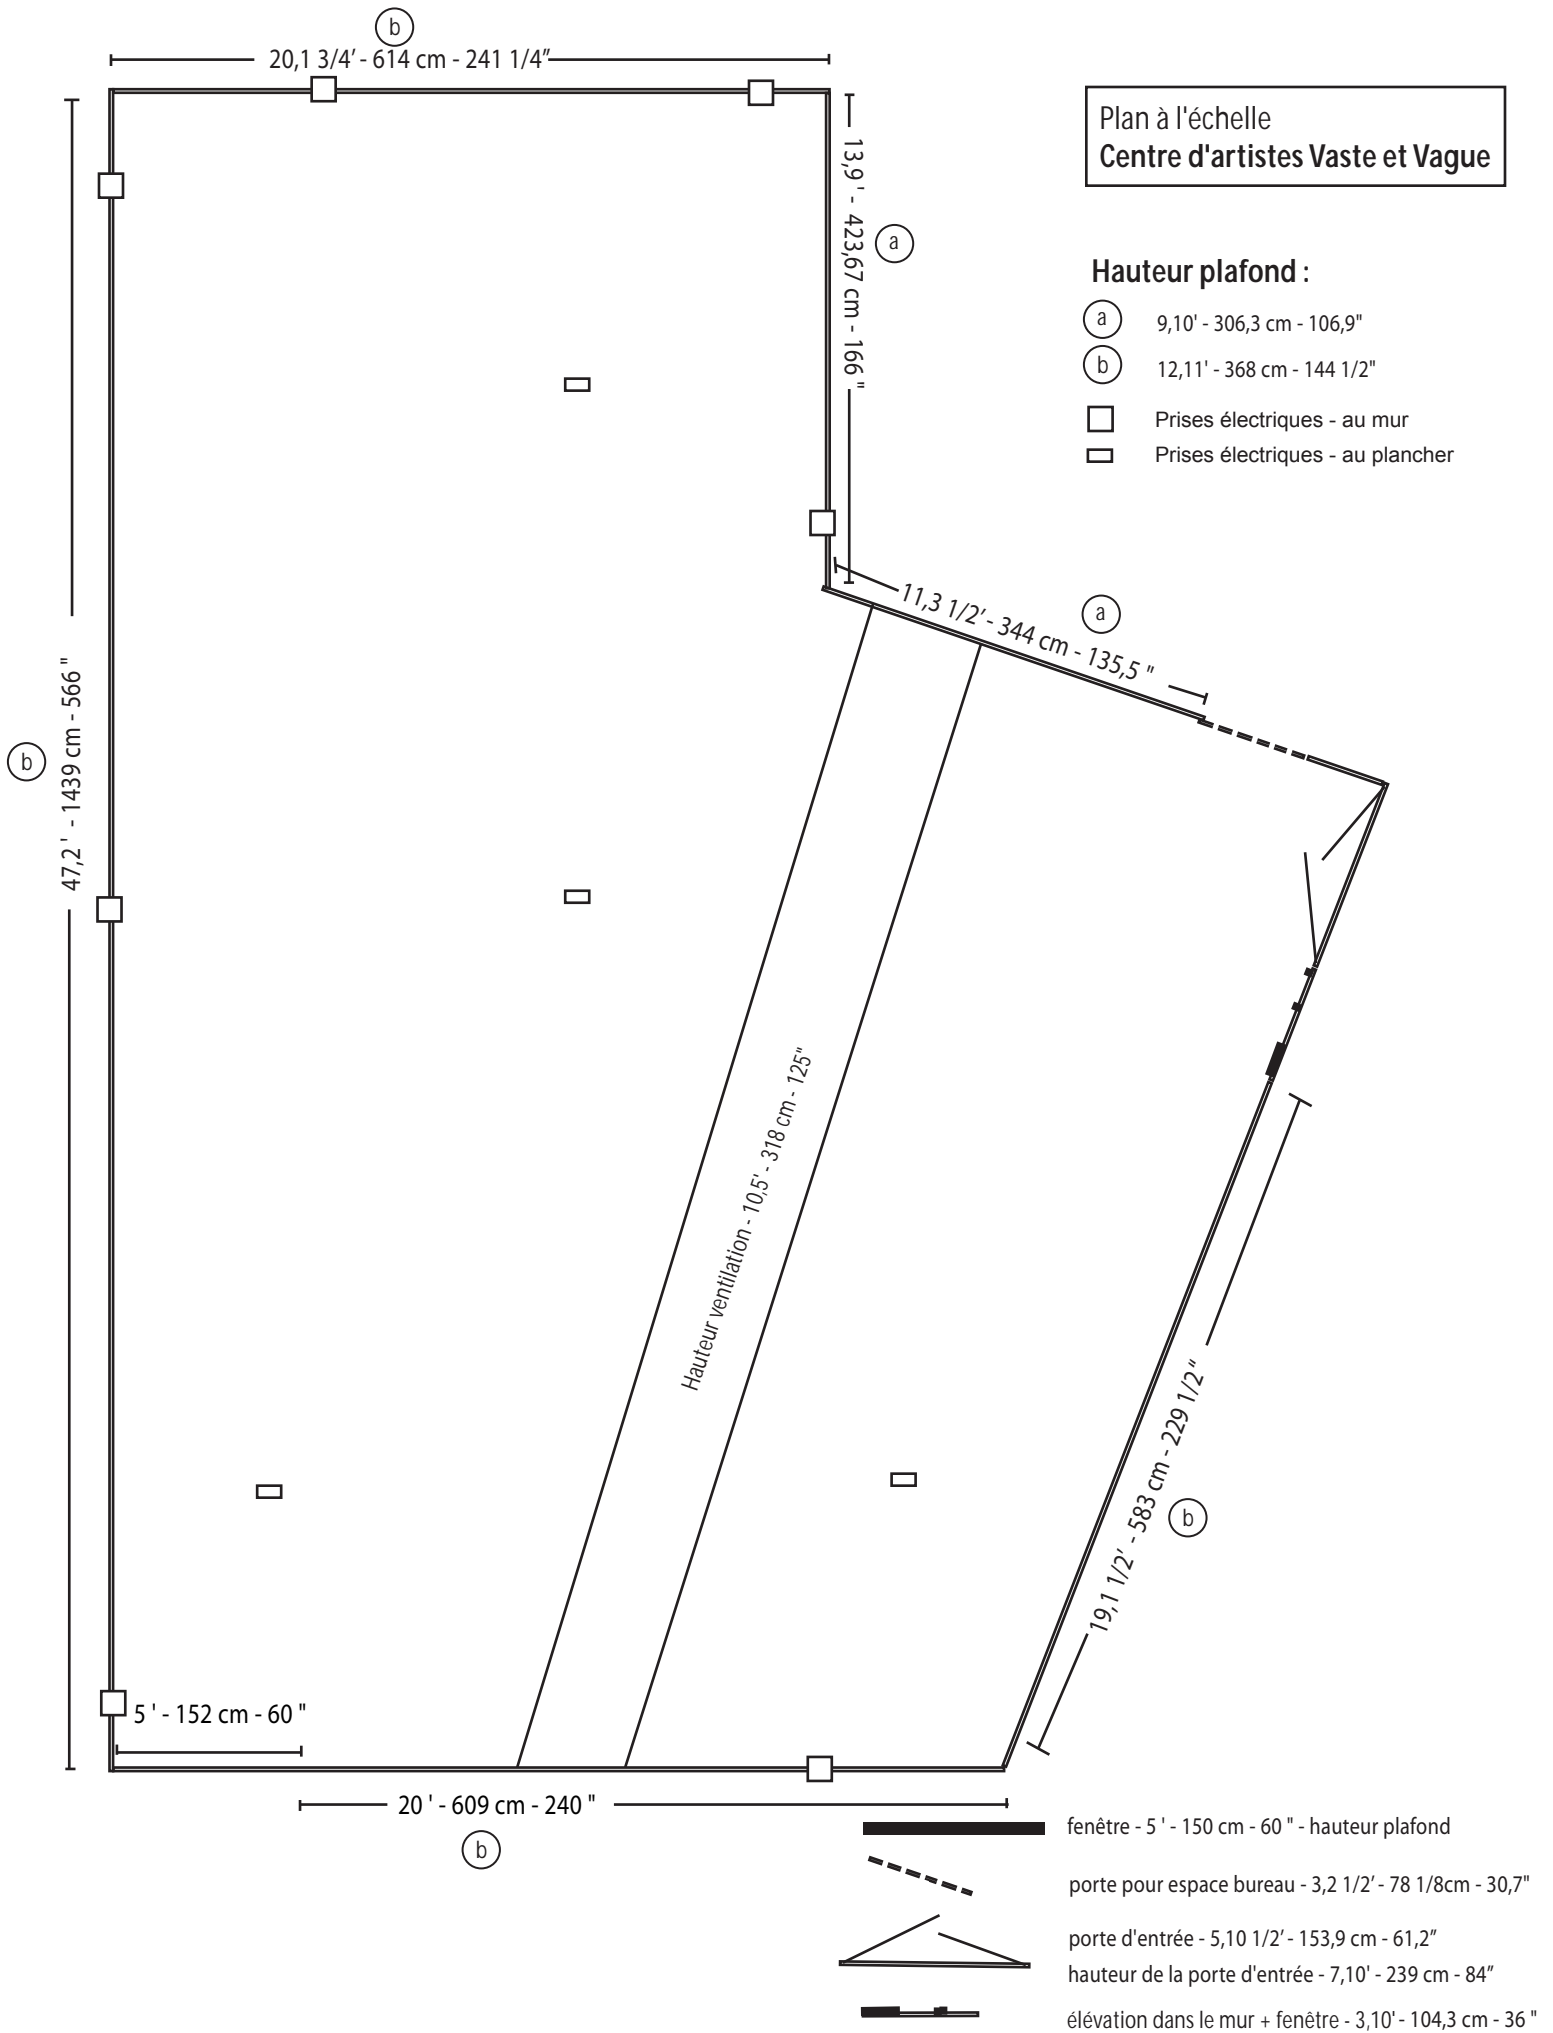 b
20,1 3/4’ - 614 cm - 241 1/4”
Plan à l'échelle
Centre d'artistes Vaste et Vague
13,9 ' - 423,67 cm - 166 "
a
Hauteur plafond :
a 9,10' - 306,3 cm - 106,9"
b 12,11' - 368 cm - 144 1/2"
Prises électriques - au mur
Prises électriques - au plancher
11,3 1/2’ - 344 cm - 135,5 "
a
b
47,2 ' - 1439 cm - 566 "
Hauteur ventilation - 10,5' - 318 cm - 125"
19,1 1/2’ - 583 cm - 229 1/2"
b
5 ' - 152 cm - 60 "
20 ' - 609 cm - 240 "
b
fenêtre - 5 ' - 150 cm - 60 " - hauteur plafond
porte pour espace bureau - 3,2 1/2’ - 78 1/8cm - 30,7"
porte d'entrée - 5,10 1/2’ - 153,9 cm - 61,2”
hauteur de la porte d'entrée - 7,10' - 239 cm - 84”
élévation dans le mur + fenêtre - 3,10' - 104,3 cm - 36 "